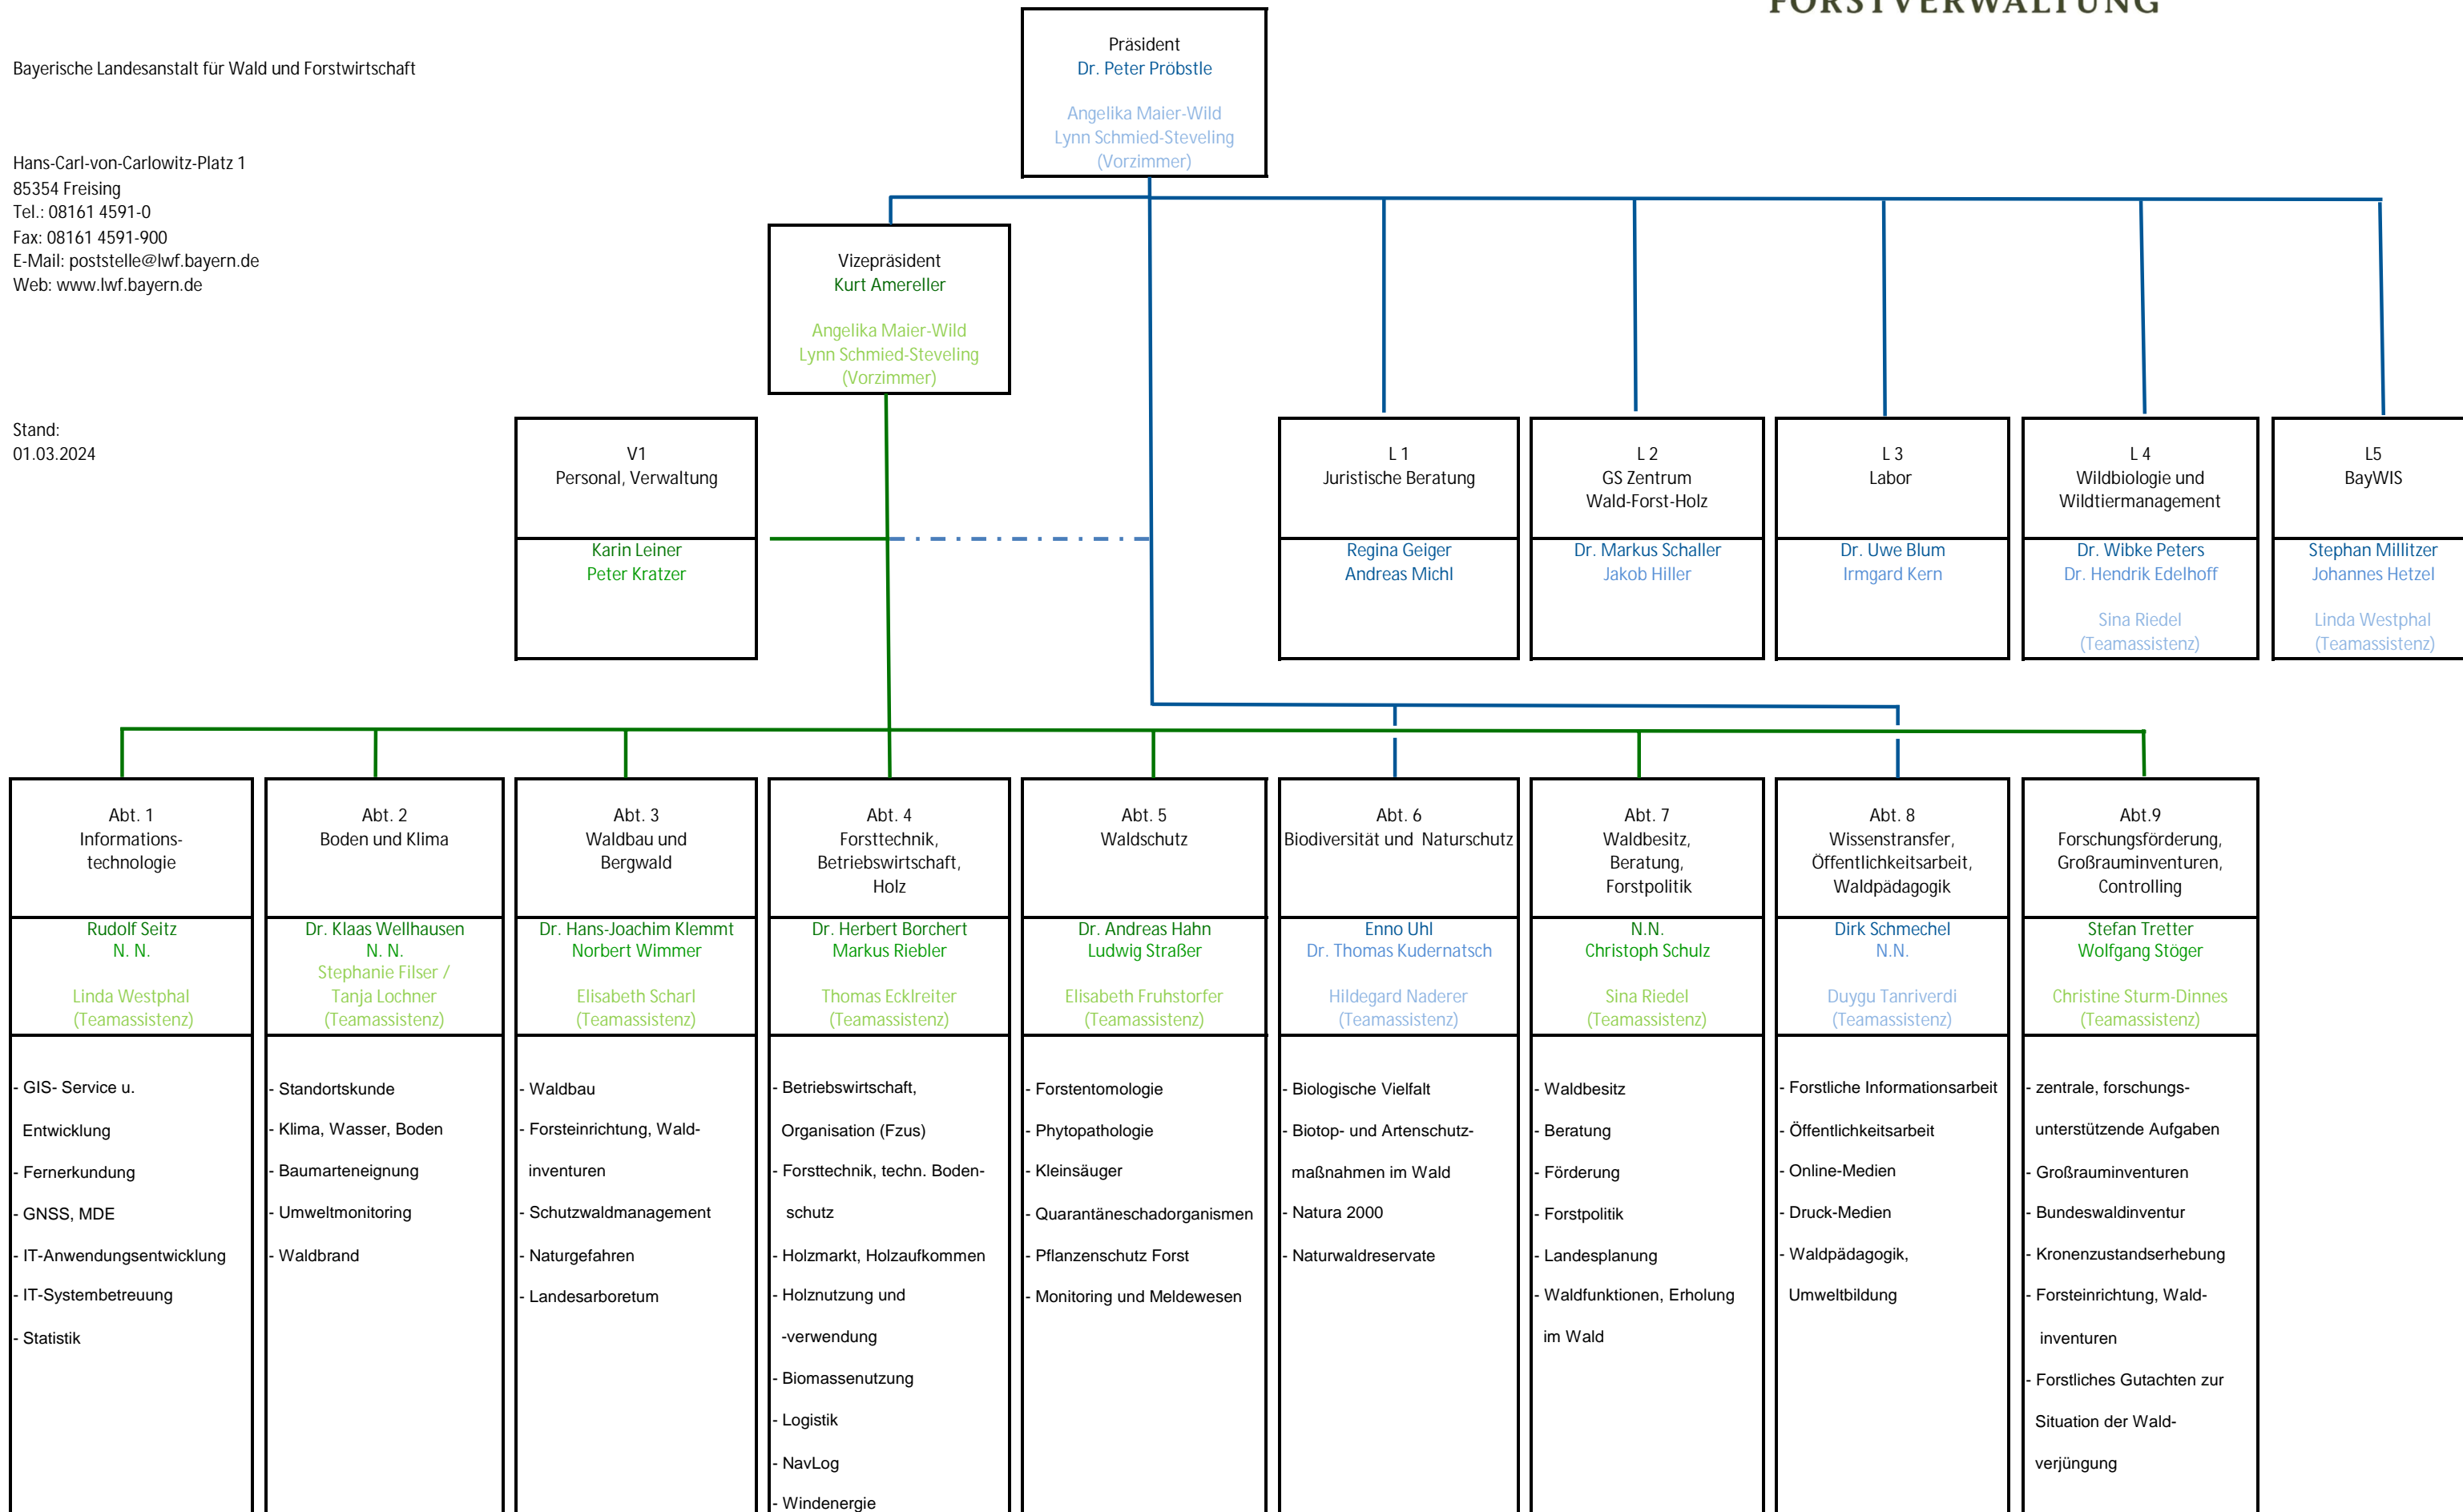 FORSTVERWALTUNG
Bayerische Landesanstalt für Wald und Forstwirtschaft
Hans-Carl-von-Carlowitz-Platz 1
85354 Freising
Tel.: 08161 4591-0
Fax: 08161 4591-900
E-Mail: poststelle@lwf.bayern.de
Web: www.lwf.bayern.de
Stand:
01.03.2024
Präsident
Dr. Peter Pröbstle
Angelika Maier-Wild
Lynn Schmied-Steveling
(Vorzimmer)
Vizepräsident
Kurt Amereller
Angelika Maier-Wild
Lynn Schmied-Steveling
(Vorzimmer)
V1
Personal, Verwaltung
Karin Leiner
Peter Kratzer
L 1
Juristische Beratung
Regina Geiger
Andreas Michl
L 2
GS Zentrum
Wald-Forst-Holz
Dr. Markus Schaller
Jakob Hiller
L 3
Labor
Dr. Uwe Blum
Irmgard Kern
L 4
Wildbiologie und
Wildtiermanagement
Dr. Wibke Peters
Dr. Hendrik Edelhoff
Sina Riedel
(Teamassistenz)
L5
BayWIS
Stephan Millitzer
Johannes Hetzel
Linda Westphal
(Teamassistenz)
Abt. 1
Informations-
technologie
Rudolf Seitz
N. N.
Linda Westphal
(Teamassistenz)
- GIS- Service u.
Entwicklung
- Fernerkundung
- GNSS, MDE
- IT-Anwendungsentwicklung
- IT-Systembetreuung
- Statistik
Abt. 2
Boden und Klima
Dr. Klaas Wellhausen
N. N.
Stephanie Filser /
Tanja Lochner
(Teamassistenz)
- Standortskunde
- Klima, Wasser, Boden
- Baumarteneignung
- Umweltmonitoring
- Waldbrand
Abt. 3
Waldbau und
Bergwald
Dr. Hans-Joachim Klemmt
Norbert Wimmer
Elisabeth Scharl
(Teamassistenz)
- Waldbau
- Forsteinrichtung, Wald-
inventuren
- Schutzwaldmanagement
- Naturgefahren
- Landesarboretum
Abt. 4
Forsttechnik,
Betriebswirtschaft,
Holz
Dr. Herbert Borchert
Markus Riebler
Thomas Ecklreiter
(Teamassistenz)
- Betriebswirtschaft,
Organisation (Fzus)
- Forsttechnik, techn. Boden-
schutz
- Holzmarkt, Holzaufkommen
- Holznutzung und
-verwendung
- Biomassenutzung
- Logistik
- NavLog
- Windenergie
Abt. 5
Waldschutz
Dr. Andreas Hahn
Ludwig Straßer
Elisabeth Fruhstorfer
(Teamassistenz)
- Forstentomologie
- Phytopathologie
- Kleinsäuger
- Quarantäneschadorganismen
- Pflanzenschutz Forst
- Monitoring und Meldewesen
Abt. 6
Biodiversität und Naturschutz
Enno Uhl
Dr. Thomas Kudernatsch
Hildegard Naderer
(Teamassistenz)
- Biologische Vielfalt
- Biotop- und Artenschutz-
maßnahmen im Wald
- Natura 2000
- Naturwaldreservate
Abt. 7
Waldbesitz,
Beratung,
Forstpolitik
N.N.
Christoph Schulz
Sina Riedel
(Teamassistenz)
- Waldbesitz
- Beratung
- Förderung
- Forstpolitik
- Landesplanung
- Waldfunktionen, Erholung
im Wald
Abt. 8
Wissenstransfer,
Öffentlichkeitsarbeit,
Waldpädagogik
Dirk Schmechel
N.N.
Duygu Tanriverdi
(Teamassistenz)
- Forstliche Informationsarbeit
- Öffentlichkeitsarbeit
- Online-Medien
- Druck-Medien
- Waldpädagogik,
Umweltbildung
Abt.9
Forschungsförderung,
Großrauminventuren,
Controlling
Stefan Tretter
Wolfgang Stöger
Christine Sturm-Dinnes
(Teamassistenz)
- zentrale, forschungs-
unterstützende Aufgaben
- Großrauminventuren
- Bundeswaldinventur
- Kronenzustandserhebung
- Forsteinrichtung, Wald-
inventuren
- Forstliches Gutachten zur
Situation der Wald-
verjüngung